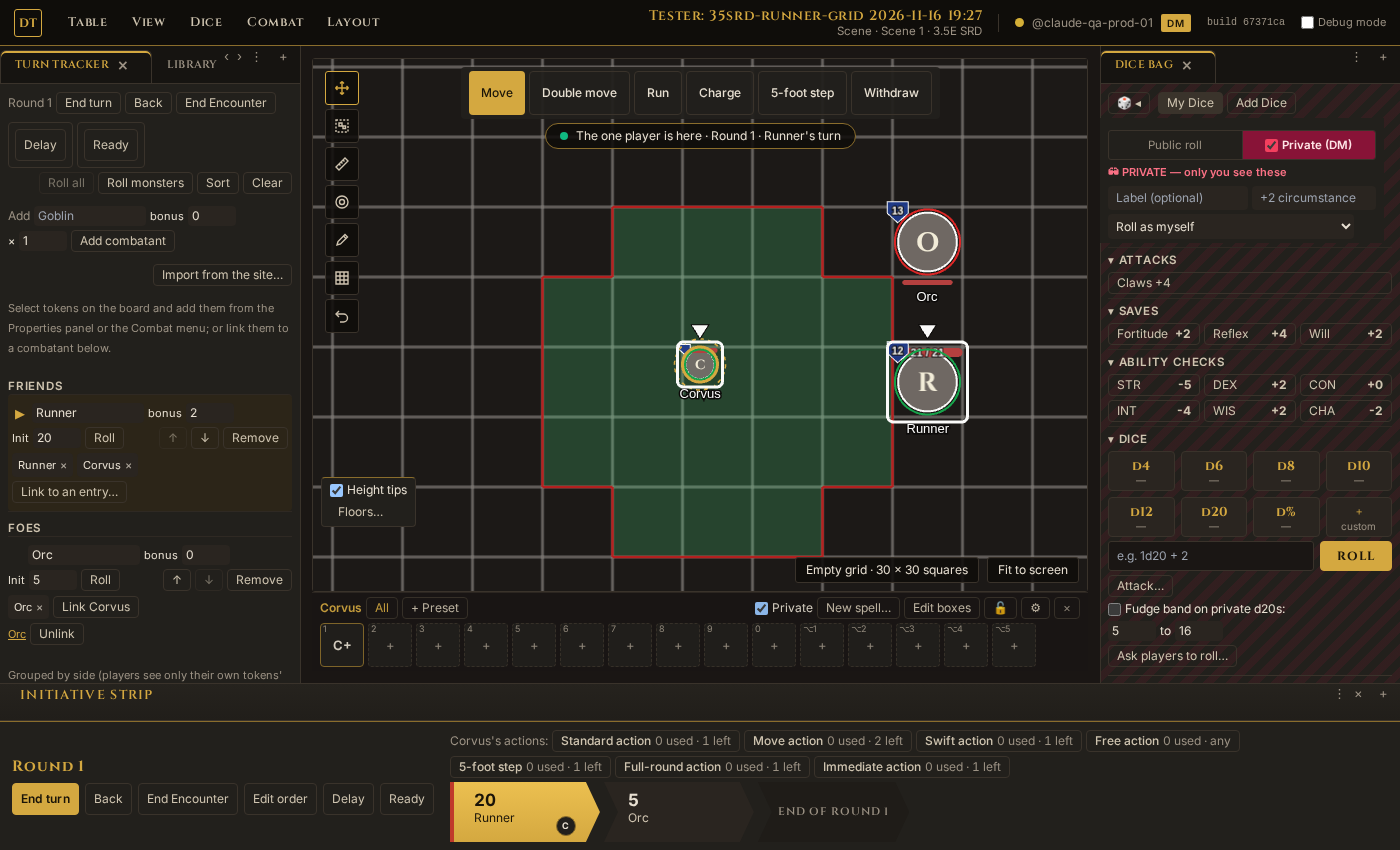 DT TABLE VIEW DICE COMBAT LAYOUT
Tester: 35srd-runner-grid 2026-11-16 19:27
Scene · Scene 1 · 3.5E SRD
@claude-qa-prod-01 DM build 67371ca Debug mode
TURN TRACKER × LIBRARY ‹ › ⋮ +
Round 1 End turn Back End Encounter
Delay Ready
Roll all Roll monsters Sort Clear
Add Goblin bonus 0
× 1 Add combatant
Import from the site...
Select tokens on the board and add them from the
Properties panel or the Combat menu; or link them to
a combatant below.
FRIENDS
▶ Runner bonus 2
Init 20 Roll ↑ ↓ Remove
Runner × Corvus ×
Link to an entry...
FOES
Orc bonus 0
Init 5 Roll ↑ ↓ Remove
Orc × Link Corvus
Orc Unlink
Grouped by side (players see only their own tokens'
Move Double move Run Charge 5-foot step Withdraw
The one player is here · Round 1 · Runner's turn
13
O
Orc
12 21 / 21
R
Runner
C
Corvus
Height tips
Floors...
Empty grid · 30 × 30 squares Fit to screen
Corvus All + Preset Private New spell... Edit boxes ×
1 2 3 4 5 6 7 8 9 0 ⌥1 ⌥2 ⌥3 ⌥4 ⌥5
C+ + + + + + + + + + + + + + +
DICE BAG × ⋮ +
My Dice Add Dice
Public roll Private (DM)
PRIVATE — only you see these
Label (optional) +2 circumstance
Roll as myself
▾ ATTACKS
Claws +4
▾ SAVES
Fortitude +2 Reflex +4 Will +2
▾ ABILITY CHECKS
STR -5 DEX +2 CON +0
INT -4 WIS +2 CHA -2
▾ DICE
D4 D6 D8 D10
— — — —
D12 D20 D% +
— — — custom
e.g. 1d20 + 2 ROLL
Attack...
Fudge band on private d20s:
5 to 16
Ask players to roll...
INITIATIVE STRIP ⋮ × +
Round 1
End turn Back End Encounter Edit order Delay Ready
Corvus's actions: Standard action 0 used · 1 left Move action 0 used · 2 left Swift action 0 used · 1 left Free action 0 used · any
5-foot step 0 used · 1 left Full-round action 0 used · 1 left Immediate action 0 used · 1 left
20 5
Runner C Orc END OF ROUND 1